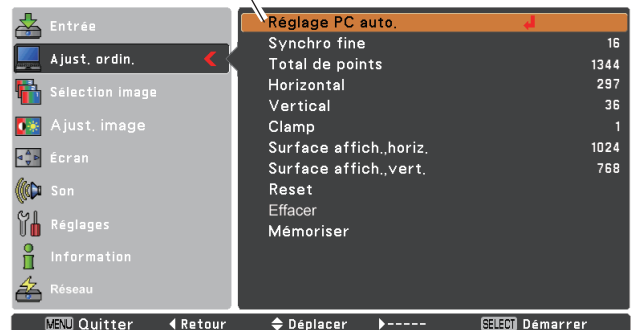 Entrée
Ajust. ordin.
Sélection image
Ajust. image
Écran
Son
Réglages
Information
Réseau
Réglage PC auto.
Synchro fine 16
Total de points 1344
Horizontal 297
Vertical 36
Clamp 1
Surface affich.,horiz. 1024
Surface affich.,vert. 768
Reset
Effacer
Mémoriser
MENU Quitter Retour Déplacer ----- SELECT Démarrer